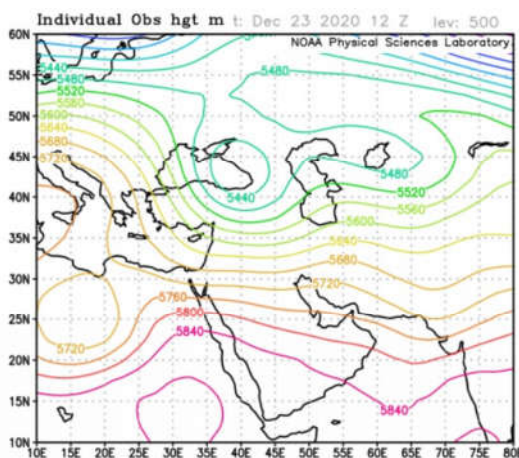 Individual Obs hgt m t: Dec 23 2020 12 Z lev: 500
NOAA Physical Sciences Laboratory
60N
55N
50N
45N
40N
35N
30N
25N
20N
15N
10N
5440
5480
5520
5560
5600
5640
5680
5720
5480
5480
5440
5520
5560
5600
5640
5680
5720
5760
5800
5840
5720
5840
10E 15E 20E 25E 30E 35E 40E 45E 50E 55E 60E 65E 70E 75E 80E